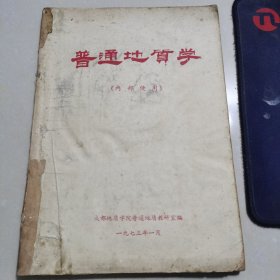 普通地质学
《内部使用》
成都地质学院普通地质教研室编
一九七三年一月